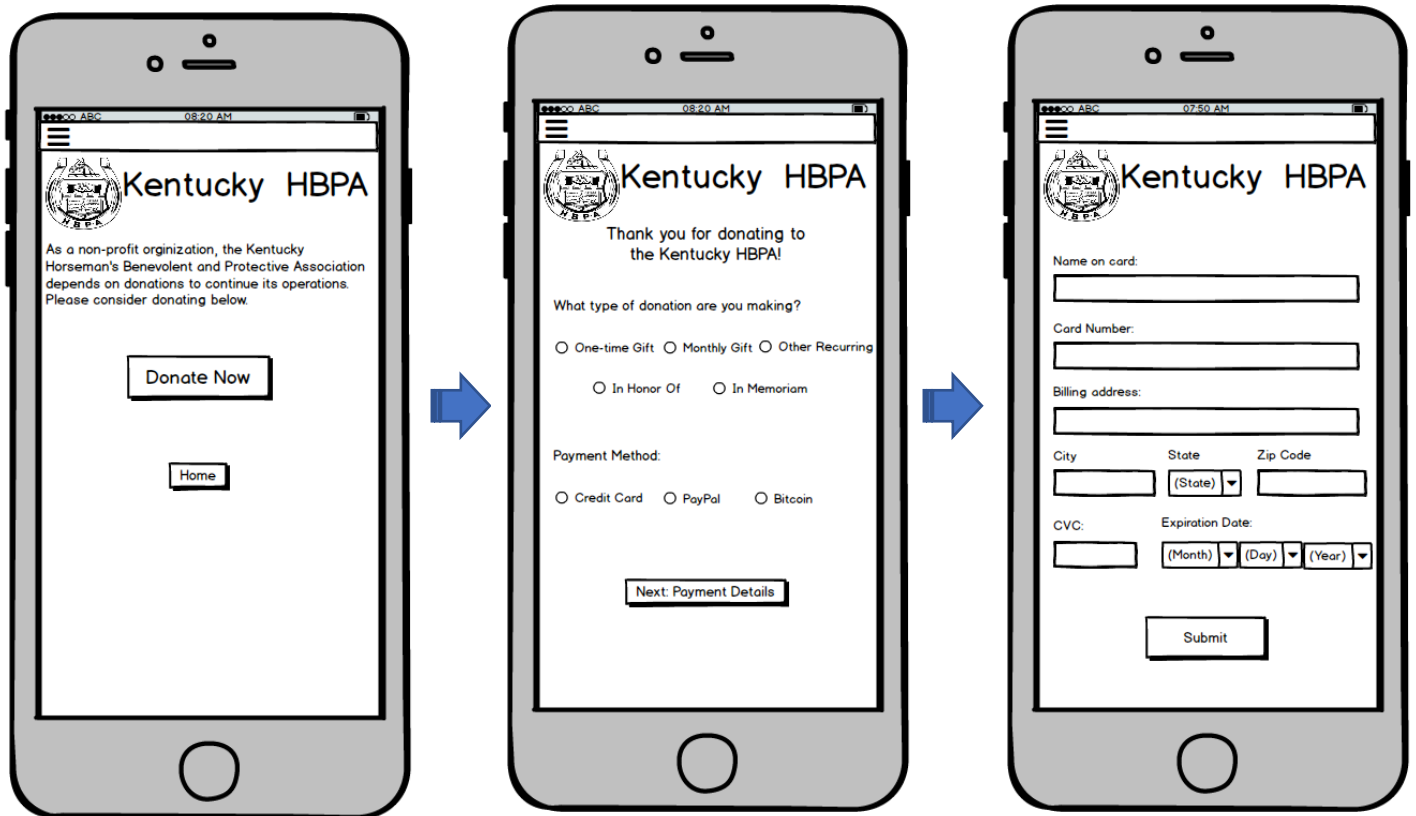 ABC 08:20 AM
Kentucky HBPA
HBPA
As a non-profit orginization, the Kentucky
Horseman's Benevolent and Protective Association
depends on donations to continue its operations.
Please consider donating below.
Donate Now
Home
ABC 08:20 AM
Kentucky HBPA
HBPA
Thank you for donating to
the Kentucky HBPA!
What type of donation are you making?
One-time Gift Monthly Gift Other Recurring
In Honor Of In Memoriam
Payment Method:
Credit Card PayPal Bitcoin
Next: Payment Details
ABC 07:50 AM
Kentucky HBPA
HBPA
Name on card:
Card Number:
Billing address:
City State Zip Code
(State)
CVC: Expiration Date:
(Month) (Day) (Year)
Submit